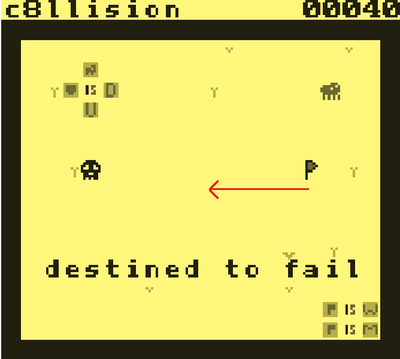 c8llision 00040
IS D
U
destined to fail
P IS W
P IS M